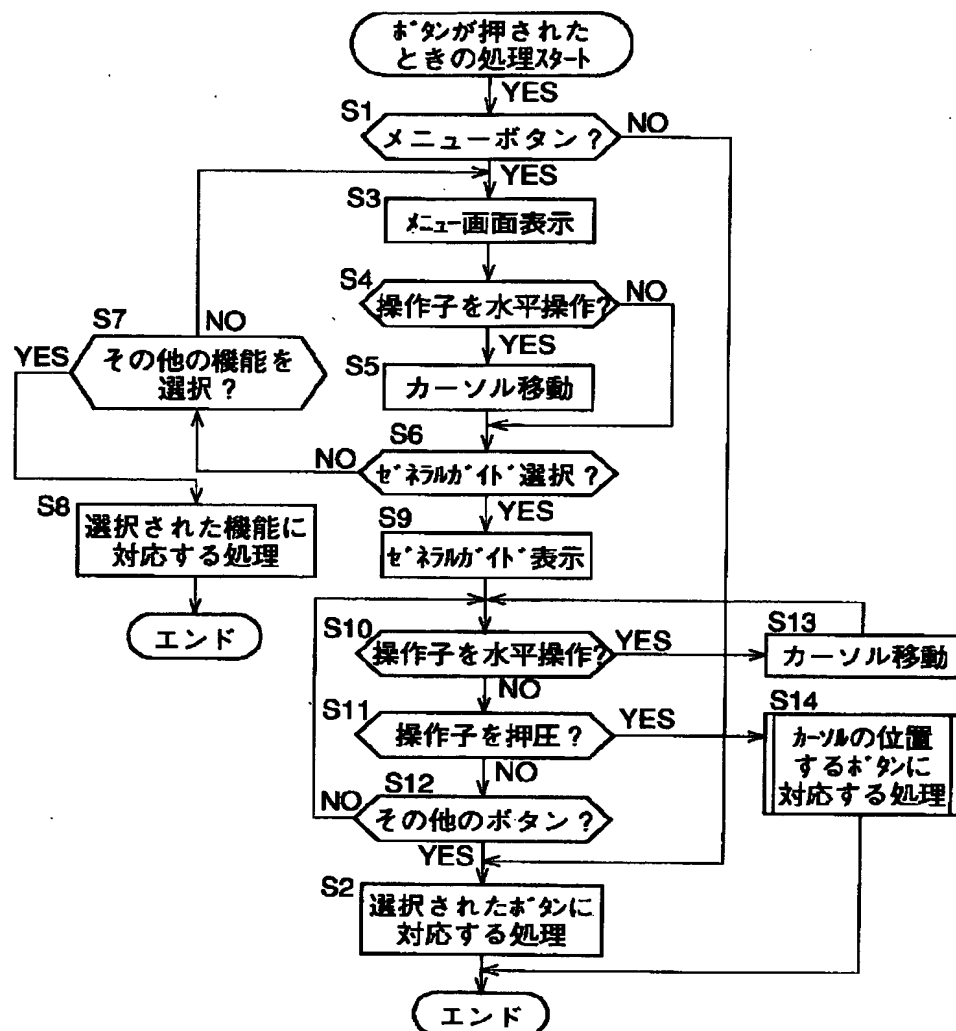 ボタンが押された
ときの処理スタート
YES
S1
メニューボタン？
NO
YES
S3
メニュー画面表示
S4
操作子を水平操作？
NO
YES
S5
カーソル移動
S7
NO
YES
その他の機能を
選択？
S6
NO
ゼネラルガイド選択？
YES
S8
選択された機能に
対応する処理
エンド
S9
ゼネラルガイド表示
S10
操作子を水平操作？
YES
S13
カーソル移動
NO
S11
操作子を押圧？
YES
S14
カーソルの位置
するボタンに
対応する処理
NO
S12
NO
その他のボタン？
YES
S2
選択されたボタンに
対応する処理
エンド